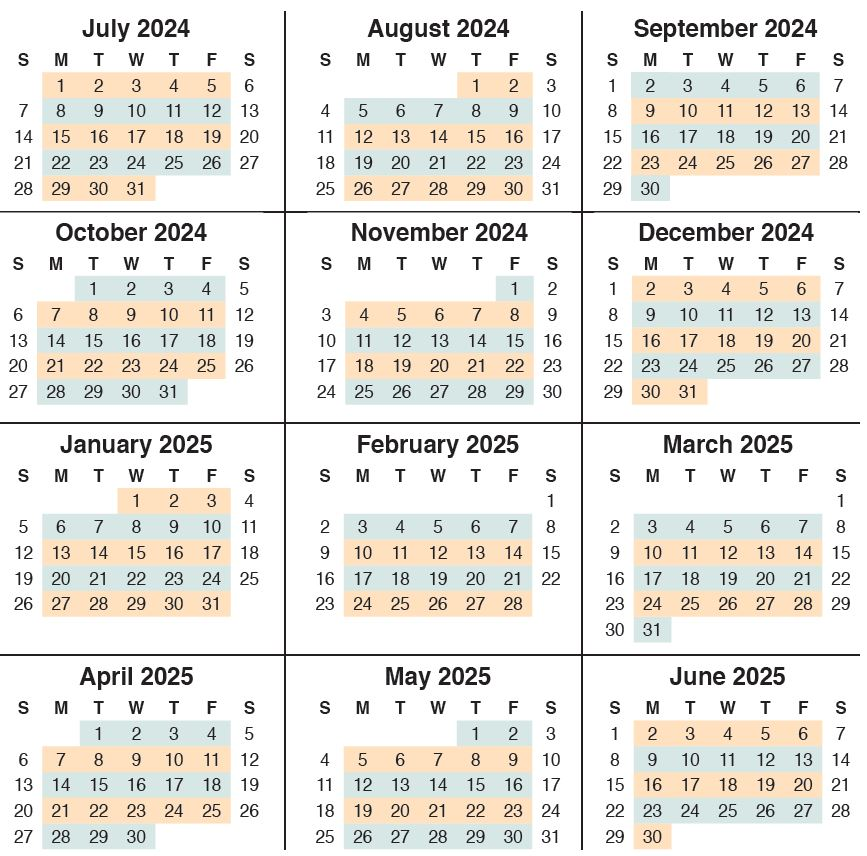 July 2024
S M T W T F S
1 2 3 4 5 6
7 8 9 10 11 12 13
14 15 16 17 18 19 20
21 22 23 24 25 26 27
28 29 30 31
August 2024
S M T W T F S
1 2 3
4 5 6 7 8 9 10
11 12 13 14 15 16 17
18 19 20 21 22 23 24
25 26 27 28 29 30 31
September 2024
S M T W T F S
1 2 3 4 5 6 7
8 9 10 11 12 13 14
15 16 17 18 19 20 21
22 23 24 25 26 27 28
29 30
October 2024
S M T W T F S
1 2 3 4 5
6 7 8 9 10 11 12
13 14 15 16 17 18 19
20 21 22 23 24 25 26
27 28 29 30 31
November 2024
S M T W T F S
1 2
3 4 5 6 7 8 9
10 11 12 13 14 15 16
17 18 19 20 21 22 23
24 25 26 27 28 29 30
December 2024
S M T W T F S
1 2 3 4 5 6 7
8 9 10 11 12 13 14
15 16 17 18 19 20 21
22 23 24 25 26 27 28
29 30 31
January 2025
S M T W T F S
1 2 3 4
5 6 7 8 9 10 11
12 13 14 15 16 17 18
19 20 21 22 23 24 25
26 27 28 29 30 31
February 2025
S M T W T F S
1
2 3 4 5 6 7 8
9 10 11 12 13 14 15
16 17 18 19 20 21 22
23 24 25 26 27 28
March 2025
S M T W T F S
1
2 3 4 5 6 7 8
9 10 11 12 13 14 15
16 17 18 19 20 21 22
23 24 25 26 27 28 29
30 31
April 2025
S M T W T F S
1 2 3 4 5
6 7 8 9 10 11 12
13 14 15 16 17 18 19
20 21 22 23 24 25 26
27 28 29 30
May 2025
S M T W T F S
1 2 3
4 5 6 7 8 9 10
11 12 13 14 15 16 17
18 19 20 21 22 23 24
25 26 27 28 29 30 31
June 2025
S M T W T F S
1 2 3 4 5 6 7
8 9 10 11 12 13 14
15 16 17 18 19 20 21
22 23 24 25 26 27 28
29 30